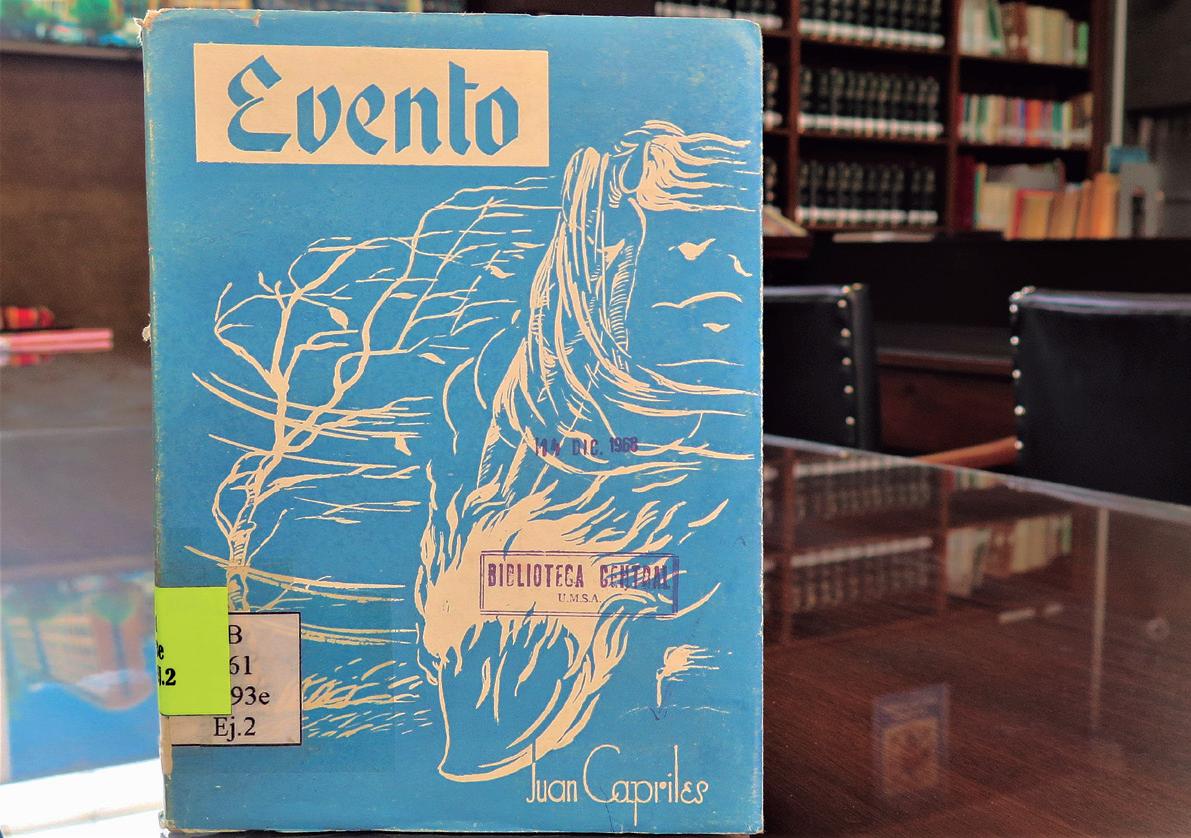 Evento
14 DIC. 1968
BIBLIOTECA CENTRAL
U.M.S.A.
B
61
93e
Ej.2
Juan Capriles